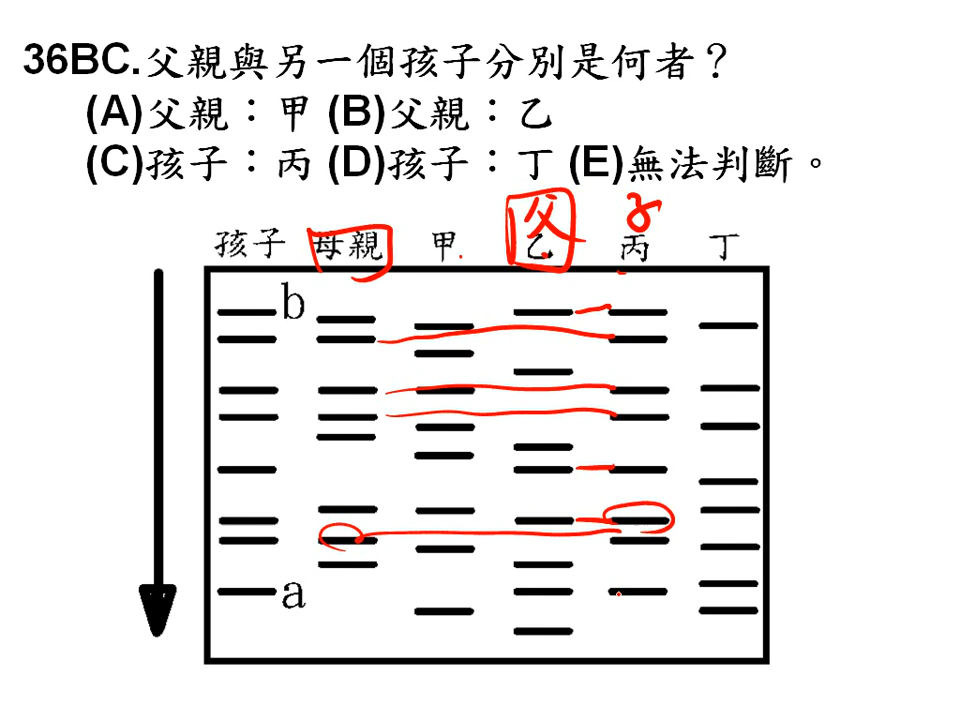 36BC.父親與另一個孩子分別是何者？
(A)父親：甲 (B)父親：乙
(C)孩子：丙 (D)孩子：丁 (E)無法判斷。
父 子
孩子 母親 甲 乙 丙 丁
b
a